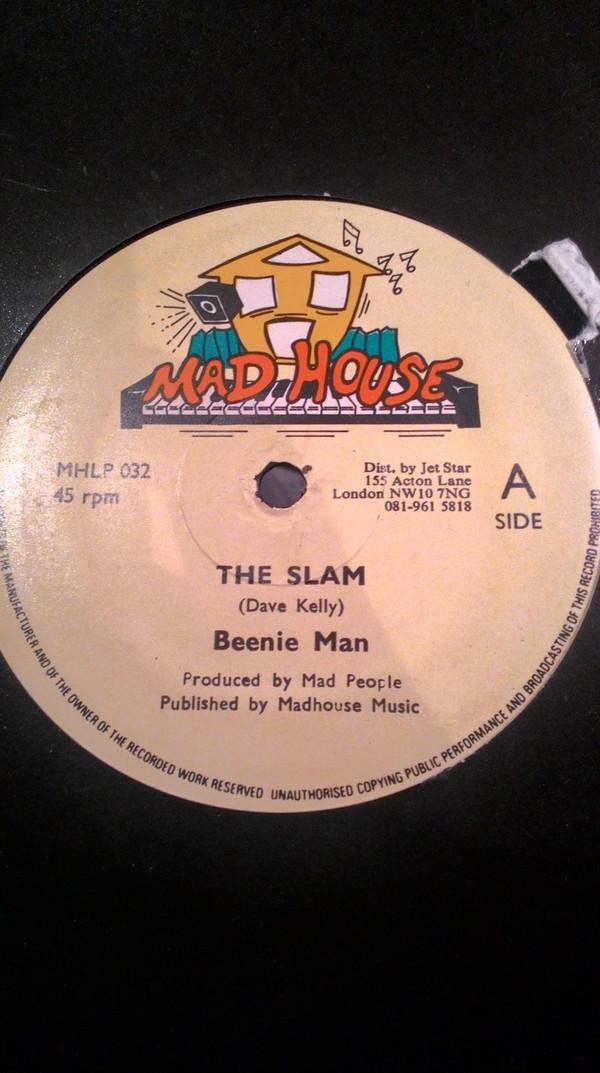 MAD HOUSE
MHLP 032
45 rpm
Dist. by Jet Star
155 Acton Lane
London NW10 7NG
081-961 5818
A
SIDE
THE SLAM
(Dave Kelly)
Beenie Man
Produced by Mad People
Published by Madhouse Music
OF THE MANUFACTURER AND OF THE OWNER OF THE RECORDED WORK RESERVED UNAUTHORISED COPYING PUBLIC PERFORMANCE AND BROADCASTING OF THIS RECORD PROHIBITED